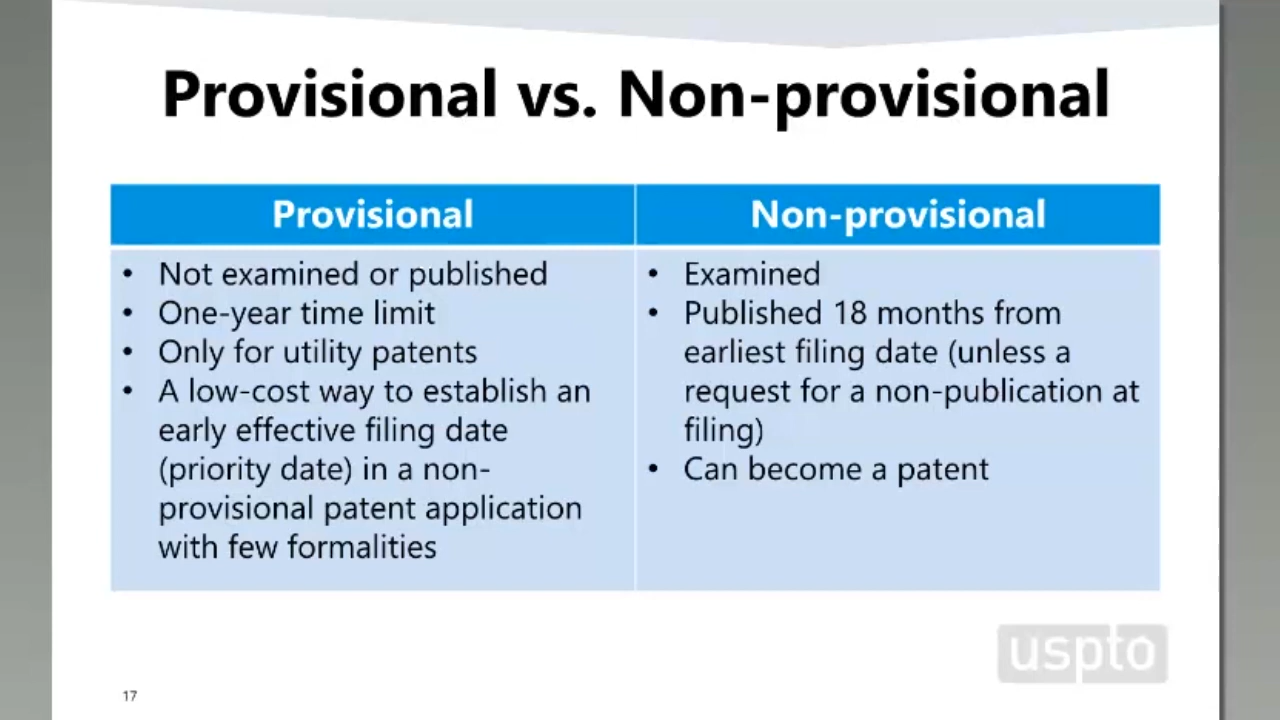 Provisional vs. Non-provisional
Provisional
Non-provisional
• Not examined or published
• One-year time limit
• Only for utility patents
• A low-cost way to establish an
early effective filing date
(priority date) in a non-
provisional patent application
with few formalities
• Examined
• Published 18 months from
earliest filing date (unless a
request for a non-publication at
filing)
• Can become a patent
uspto
17